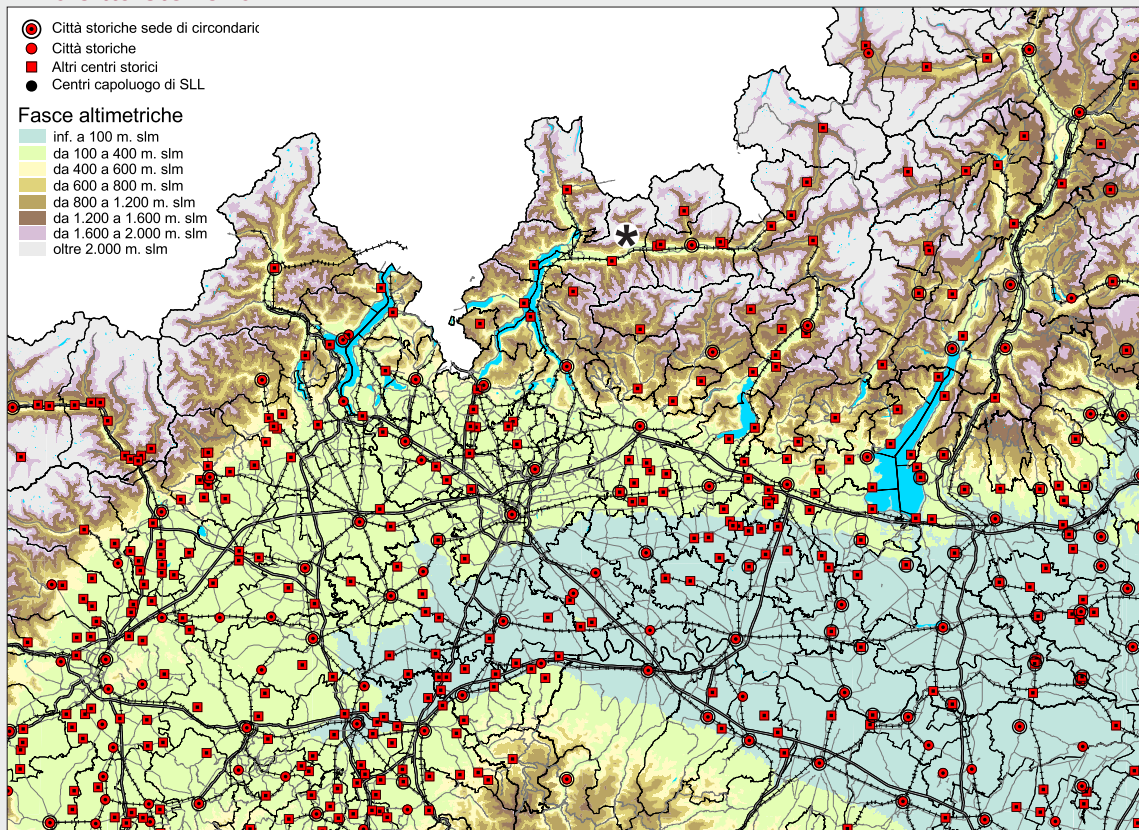 Città storiche sede di circondario
Città storiche
Altri centri storici
Centri capoluogo di SLL
Fasce altimetriche
inf. a 100 m. slm
da 100 a 400 m. slm
da 400 a 600 m. slm
da 600 a 800 m. slm
da 800 a 1.200 m. slm
da 1.200 a 1.600 m. slm
da 1.600 a 2.000 m. slm
oltre 2.000 m. slm
*